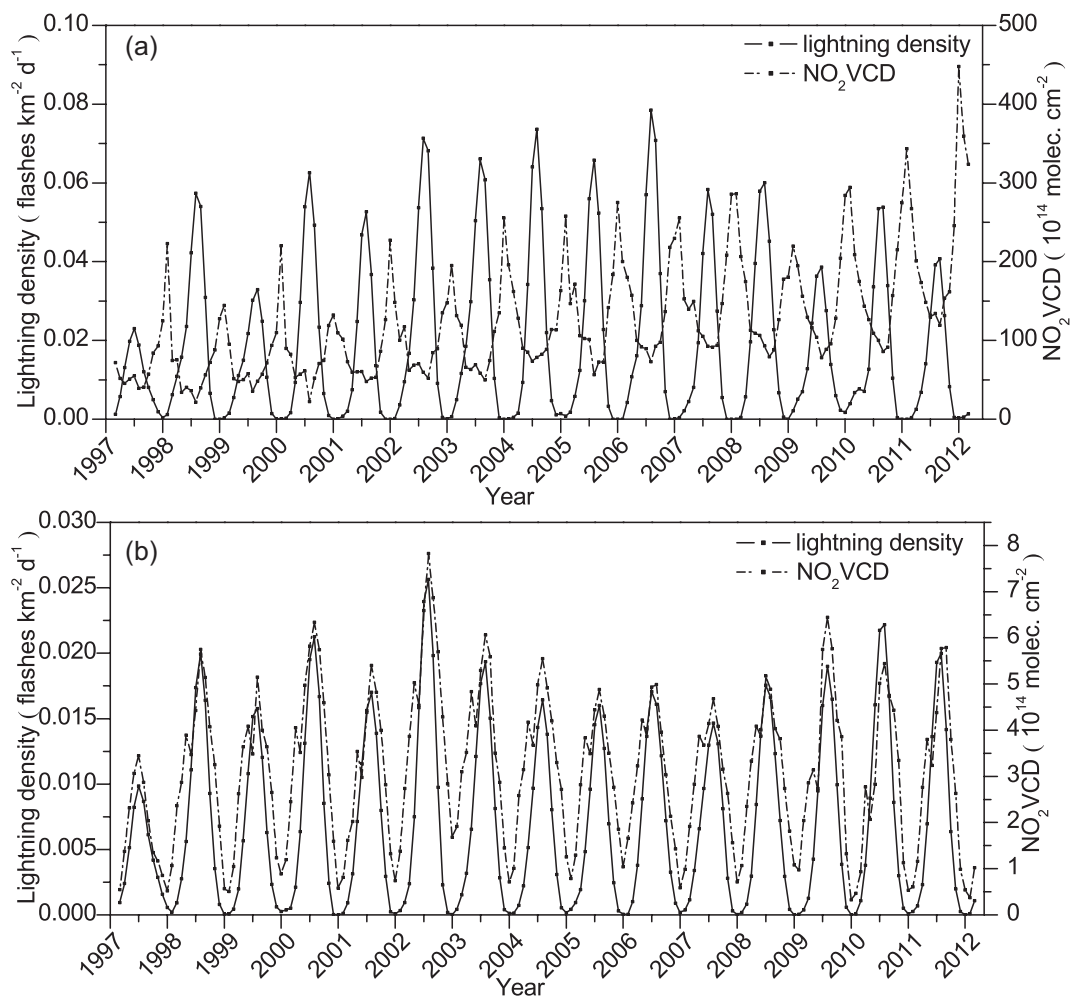 (a)
lightning density
NO2VCD
Lightning density ( flashes km-2 d-1 )
0.10
0.08
0.06
0.04
0.02
0.00
500
400
300
200
100
0
NO2VCD ( 10^14 molec. cm-2 )
1997 1998 1999 2000 2001 2002 2003 2004 2005 2006 2007 2008 2009 2010 2011 2012
Year
(b)
lightning density
NO2VCD
Lightning density ( flashes km-2 d-1 )
0.030
0.025
0.020
0.015
0.010
0.005
0.000
8
7
6
5
4
3
2
1
0
NO2VCD ( 10^14 molec. cm-2 )
1997 1998 1999 2000 2001 2002 2003 2004 2005 2006 2007 2008 2009 2010 2011 2012
Year